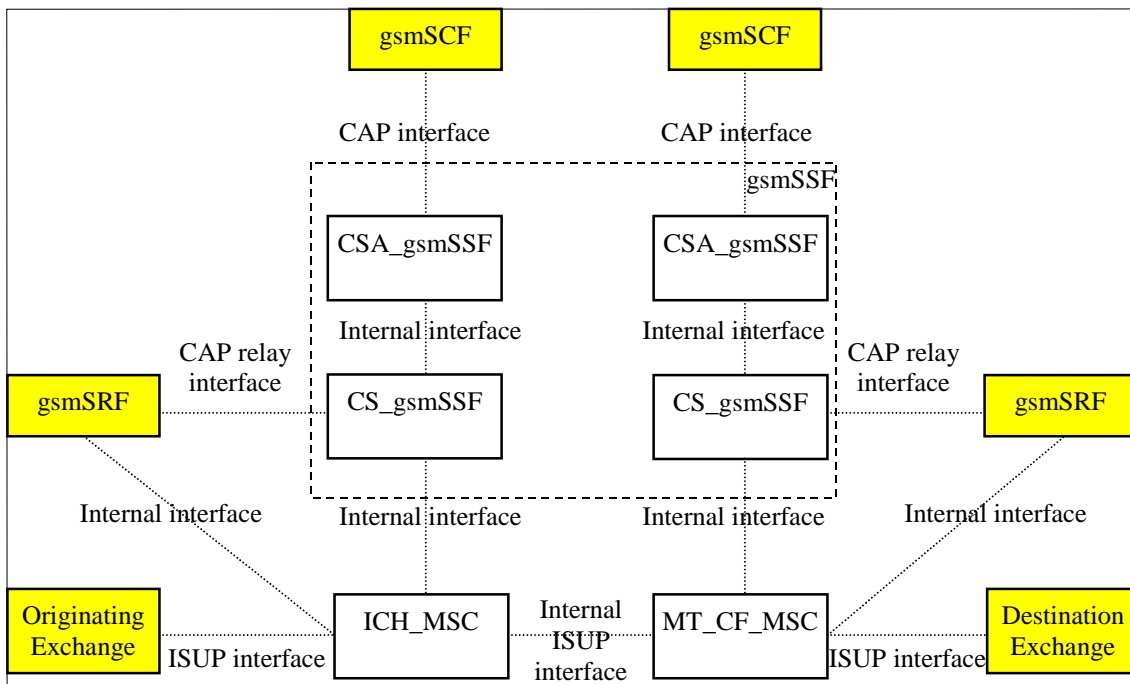 gsmSCF
gsmSCF
CAP interface
CAP interface
gsmSSF
CSA_gsmSSF
CSA_gsmSSF
Internal interface
Internal interface
CAP relay
interface
CAP relay
interface
gsmSRF
CS_gsmSSF
CS_gsmSSF
gsmSRF
Internal interface
Internal interface
Internal interface
Internal interface
Originating
Exchange
ISUP interface
ICH_MSC
Internal
ISUP
interface
MT_CF_MSC
ISUP interface
Destination
Exchange